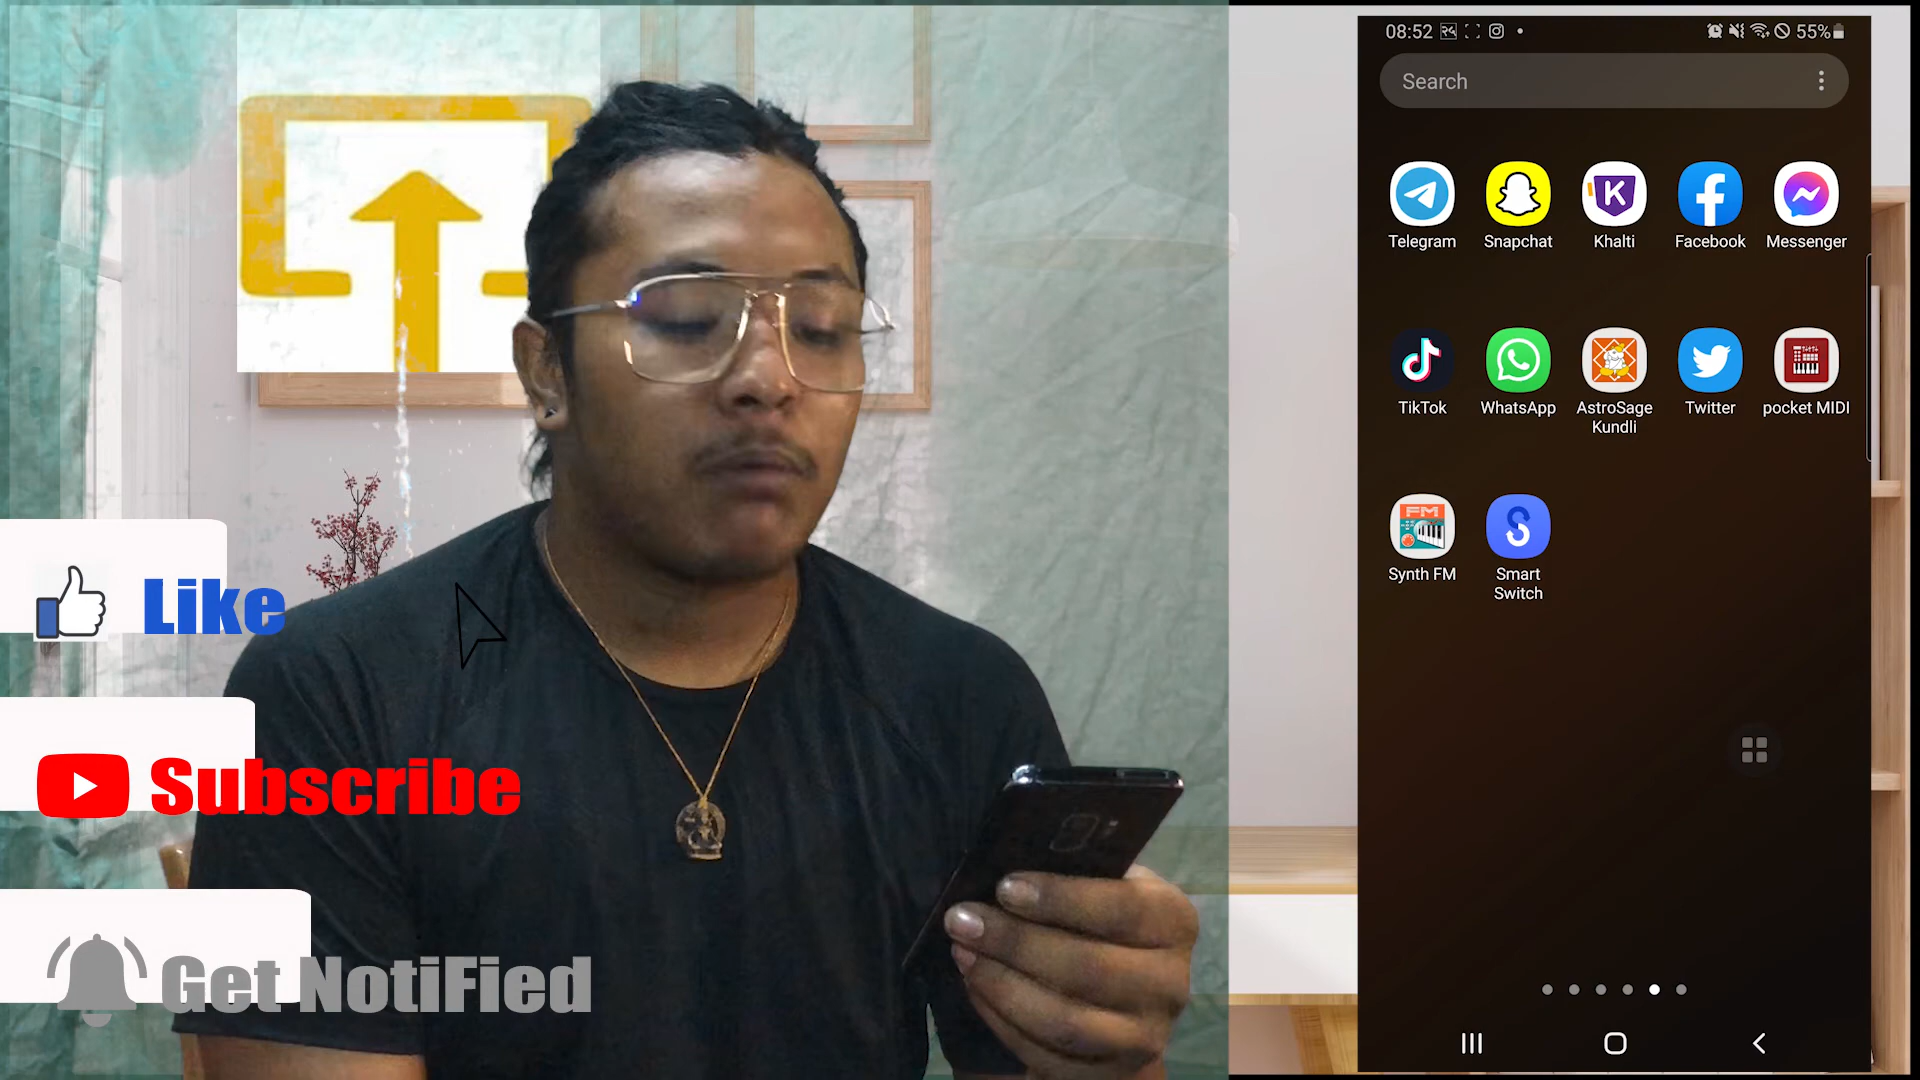 08:52
55%
Search
Telegram
Snapchat
Khalti
Facebook
Messenger
TikTok
WhatsApp
AstroSage
Kundli
Twitter
pocket MIDI
FM
Synth FM
Smart
Switch
Like
Subscribe
Get NotiFied